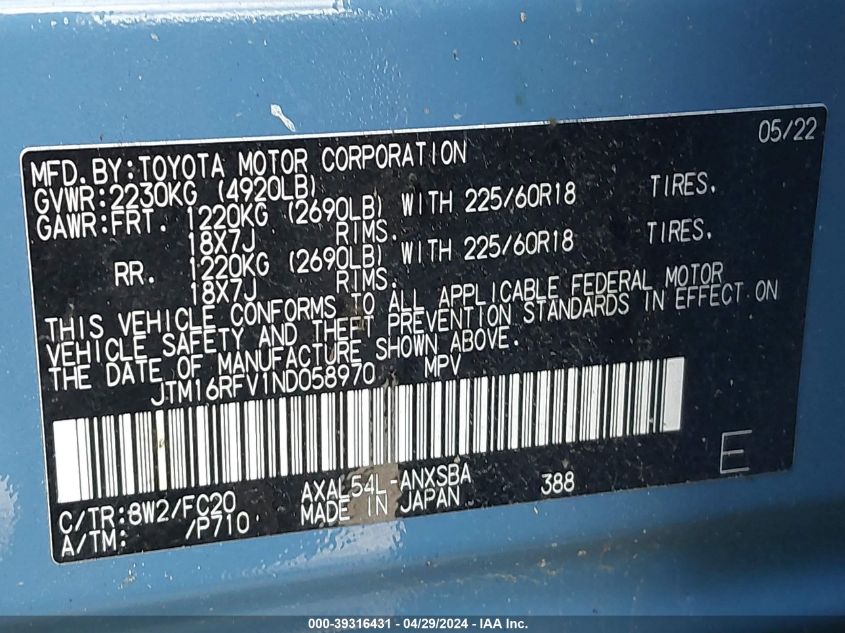 05/22
MFD.BY:TOYOTA MOTOR CORPORATION
GVWR:2230KG (4920LB)
GAWR:FRT. 1220KG (2690LB) WITH 225/60R18 TIRES.
18X7J RIMS.
RR. 1220KG (2690LB) WITH 225/60R18 TIRES.
18X7J RIMS.
THIS VEHICLE CONFORMS TO ALL APPLICABLE FEDERAL MOTOR
VEHICLE SAFETY AND THEFT PREVENTION STANDARDS IN EFFECT ON
THE DATE OF MANUFACTURE SHOWN ABOVE.
JTM16RFV1ND058970 MPV
C/TR:8W2/FC20 AXAL54L-ANXSBA 388 E
A/TM: /P710 MADE IN JAPAN
000-39316431 - 04/29/2024 - IAA Inc.